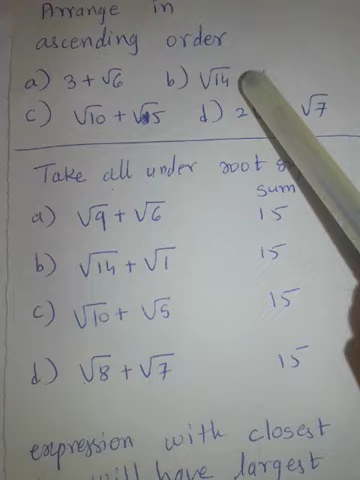 Arrange in
ascending order
a) 3 + √6 b) √14
c) √10 + √5 d) 2 √7
Take all under root
sum
a) √9 + √6 15
b) √14 + √1 15
c) √10 + √5 15
d) √8 + √7 15
expression with closest
will have largest